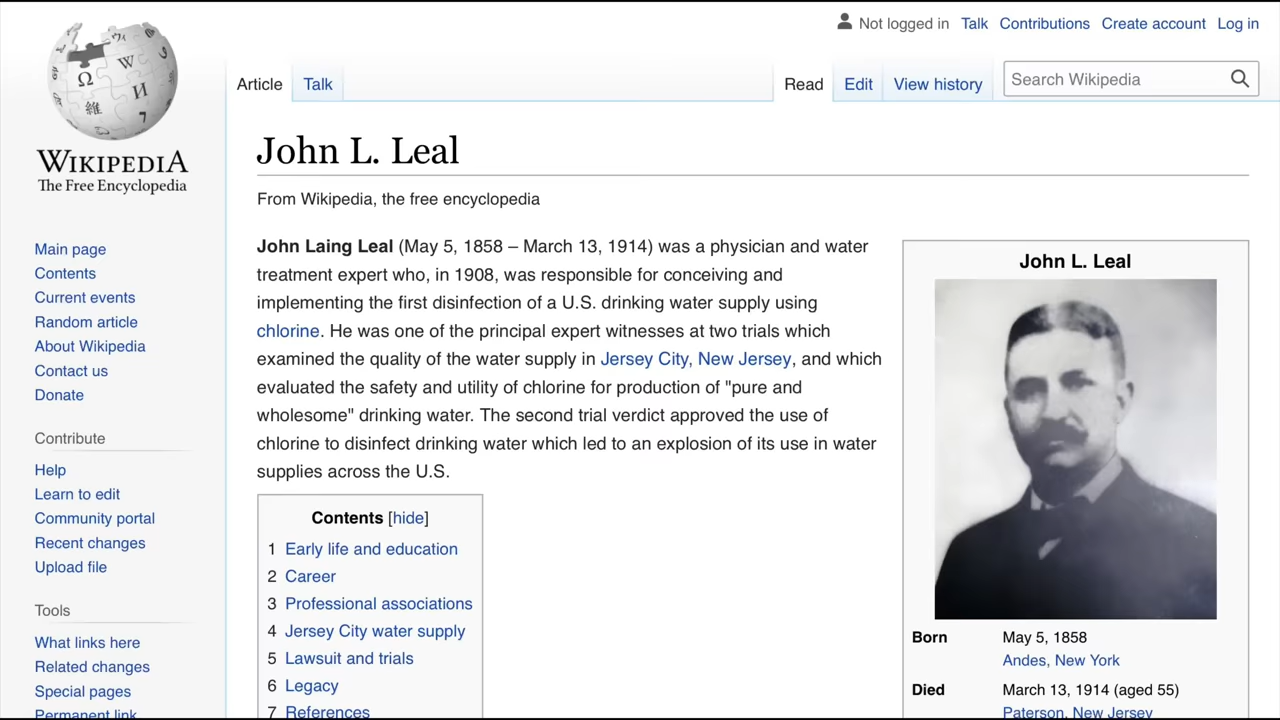 Not logged in Talk Contributions Create account Log in
Article Talk Read Edit View history Search Wikipedia
WIKIPEDIA
The Free Encyclopedia
Main page
Contents
Current events
Random article
About Wikipedia
Contact us
Donate
Contribute
Help
Learn to edit
Community portal
Recent changes
Upload file
Tools
What links here
Related changes
Special pages
Permanent link
John L. Leal
From Wikipedia, the free encyclopedia
John Laing Leal (May 5, 1858 – March 13, 1914) was a physician and water
treatment expert who, in 1908, was responsible for conceiving and
implementing the first disinfection of a U.S. drinking water supply using
chlorine. He was one of the principal expert witnesses at two trials which
examined the quality of the water supply in Jersey City, New Jersey, and which
evaluated the safety and utility of chlorine for production of "pure and
wholesome" drinking water. The second trial verdict approved the use of
chlorine to disinfect drinking water which led to an explosion of its use in water
supplies across the U.S.
Contents [hide]
1 Early life and education
2 Career
3 Professional associations
4 Jersey City water supply
5 Lawsuit and trials
6 Legacy
7 References
John L. Leal
Born May 5, 1858
Andes, New York
Died March 13, 1914 (aged 55)
Paterson, New Jersey